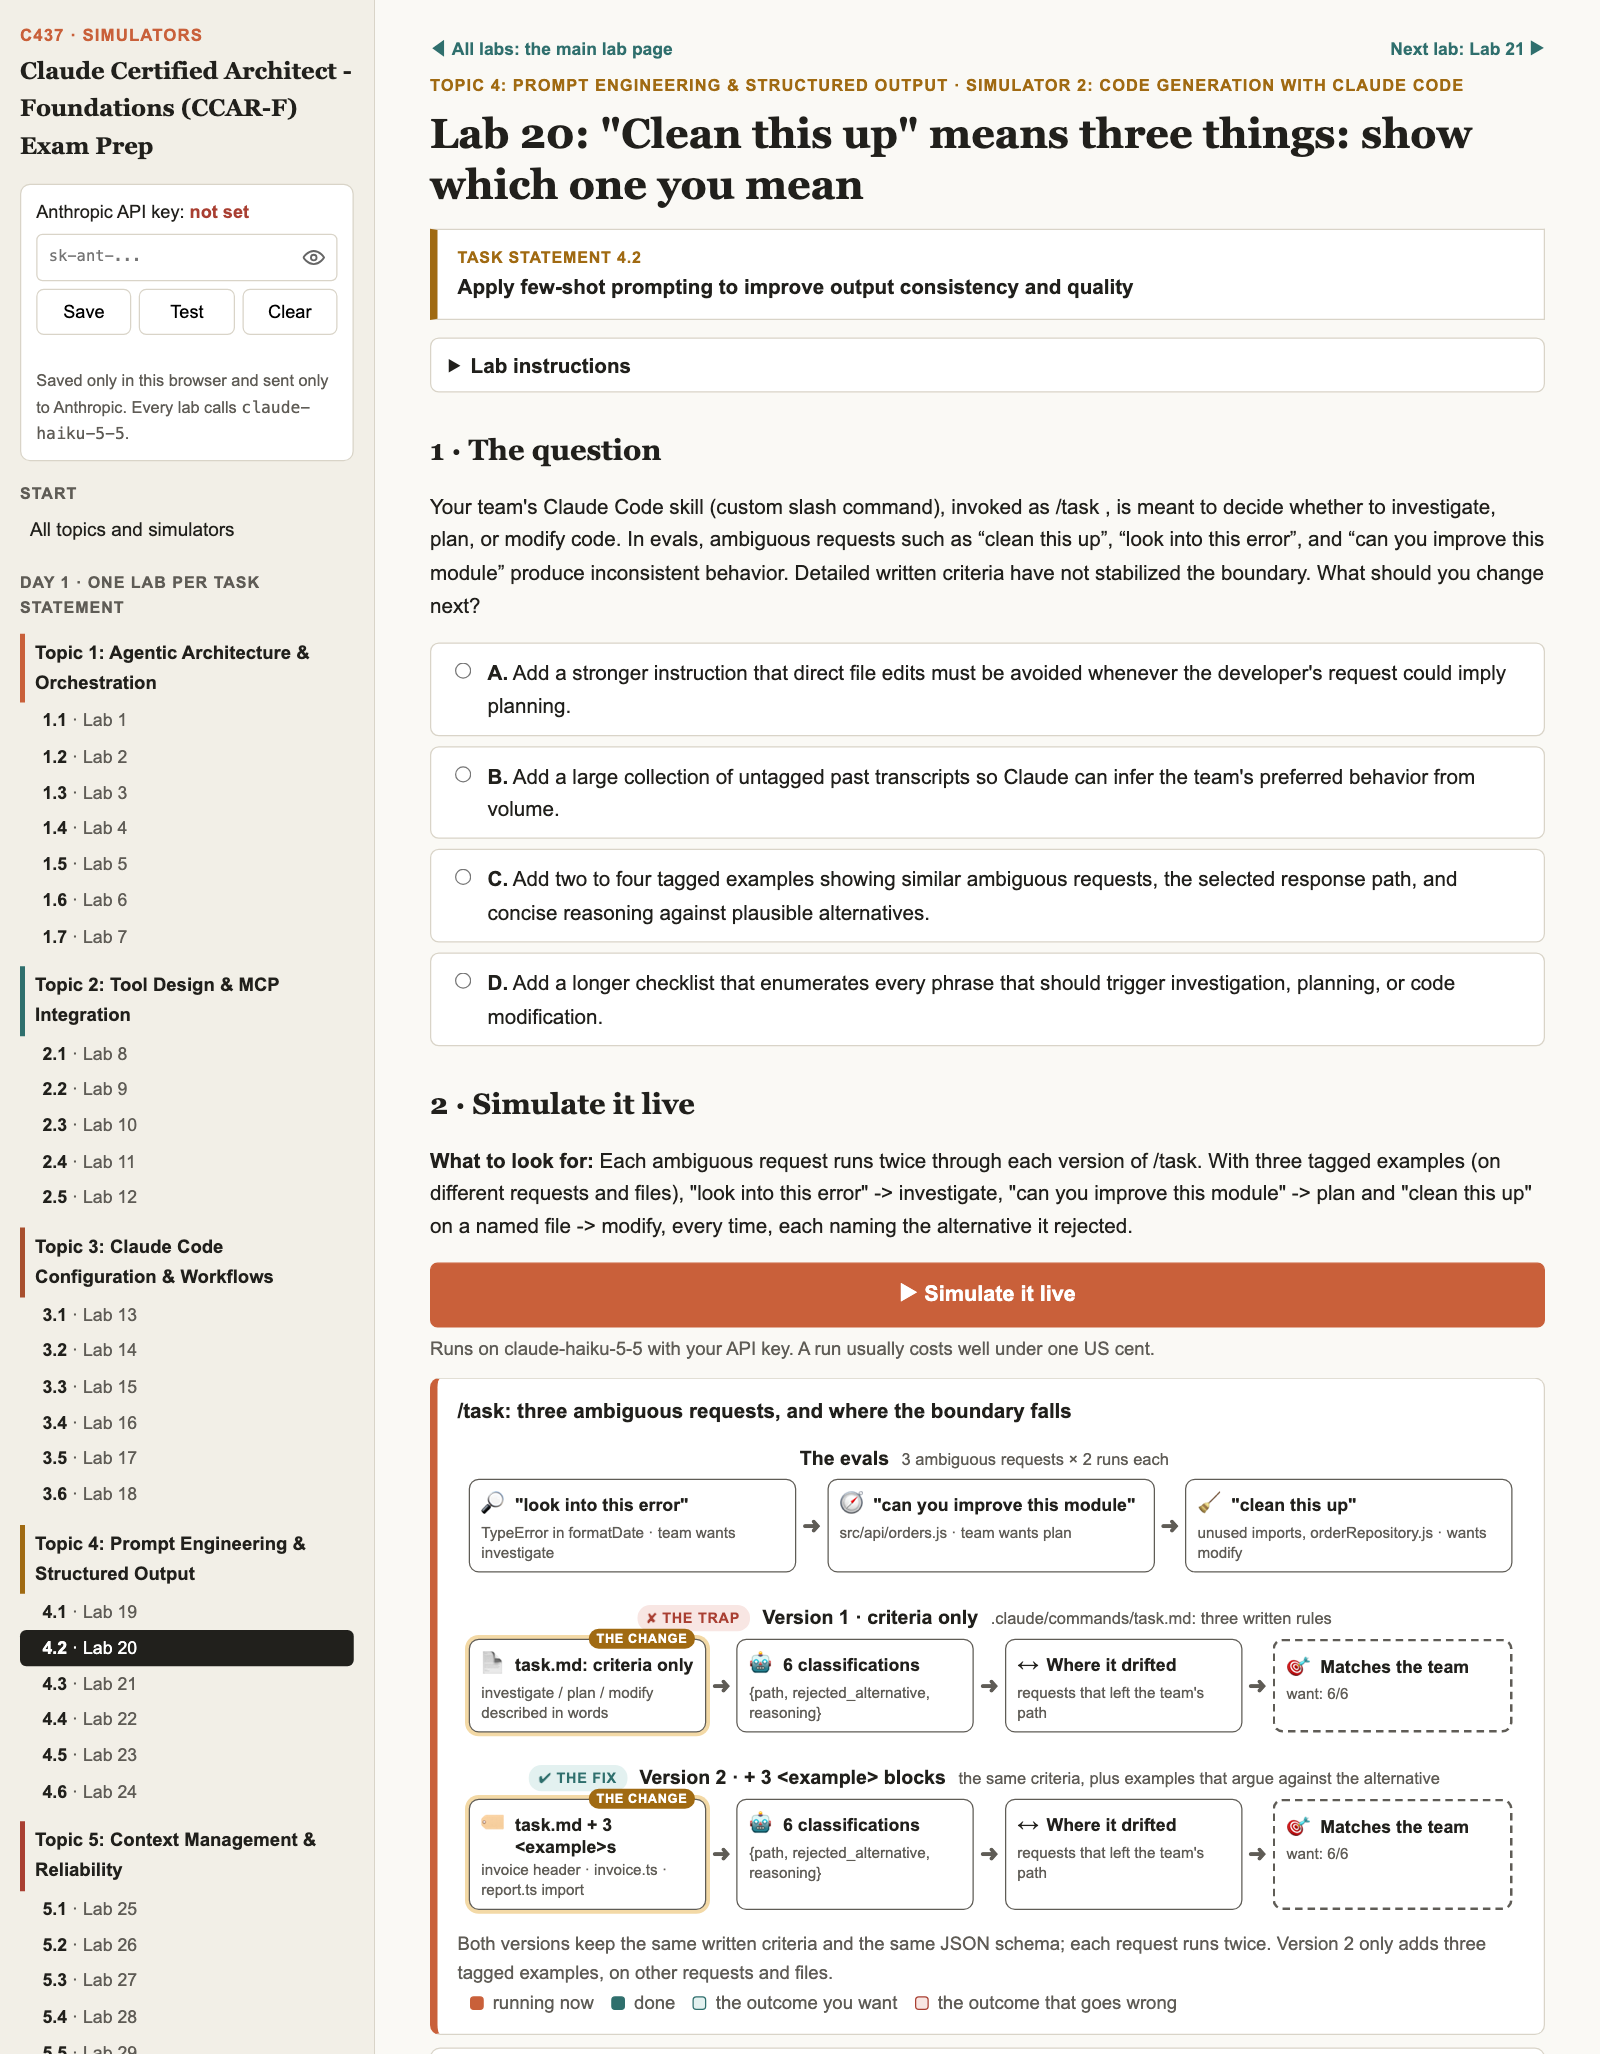 C437 · SIMULATORS
Claude Certified Architect -
Foundations (CCAR-F)
Exam Prep
Anthropic API key: not set
sk-ant-...
Save
Test
Clear
Saved only in this browser and sent only
to Anthropic. Every lab calls claude-
haiku-5-5.
START
All topics and simulators
DAY 1 · ONE LAB PER TASK
STATEMENT
Topic 1: Agentic Architecture &
Orchestration
1.1 · Lab 1
1.2 · Lab 2
1.3 · Lab 3
1.4 · Lab 4
1.5 · Lab 5
1.6 · Lab 6
1.7 · Lab 7
Topic 2: Tool Design & MCP
Integration
2.1 · Lab 8
2.2 · Lab 9
2.3 · Lab 10
2.4 · Lab 11
2.5 · Lab 12
Topic 3: Claude Code
Configuration & Workflows
3.1 · Lab 13
3.2 · Lab 14
3.3 · Lab 15
3.4 · Lab 16
3.5 · Lab 17
3.6 · Lab 18
Topic 4: Prompt Engineering &
Structured Output
4.1 · Lab 19
4.2 · Lab 20
4.3 · Lab 21
4.4 · Lab 22
4.5 · Lab 23
4.6 · Lab 24
Topic 5: Context Management &
Reliability
5.1 · Lab 25
5.2 · Lab 26
5.3 · Lab 27
5.4 · Lab 28
5.5 · Lab 29
◀ All labs: the main lab page
Next lab: Lab 21 ▶
TOPIC 4: PROMPT ENGINEERING & STRUCTURED OUTPUT · SIMULATOR 2: CODE GENERATION WITH CLAUDE CODE
Lab 20: "Clean this up" means three things: show
which one you mean
TASK STATEMENT 4.2
Apply few-shot prompting to improve output consistency and quality
▶ Lab instructions
1 · The question
Your team's Claude Code skill (custom slash command), invoked as /task , is meant to decide whether to investigate,
plan, or modify code. In evals, ambiguous requests such as “clean this up”, “look into this error”, and “can you improve this
module” produce inconsistent behavior. Detailed written criteria have not stabilized the boundary. What should you change
next?
A. Add a stronger instruction that direct file edits must be avoided whenever the developer's request could imply
planning.
B. Add a large collection of untagged past transcripts so Claude can infer the team's preferred behavior from
volume.
C. Add two to four tagged examples showing similar ambiguous requests, the selected response path, and
concise reasoning against plausible alternatives.
D. Add a longer checklist that enumerates every phrase that should trigger investigation, planning, or code
modification.
2 · Simulate it live
What to look for: Each ambiguous request runs twice through each version of /task. With three tagged examples (on
different requests and files), "look into this error" -> investigate, "can you improve this module" -> plan and "clean this up"
on a named file -> modify, every time, each naming the alternative it rejected.
▶ Simulate it live
Runs on claude-haiku-5-5 with your API key. A run usually costs well under one US cent.
/task: three ambiguous requests, and where the boundary falls
The evals 3 ambiguous requests × 2 runs each
"look into this error"
TypeError in formatDate · team wants
investigate
➜
"can you improve this module"
src/api/orders.js · team wants plan
➜
"clean this up"
unused imports, orderRepository.js · wants
modify
✘ THE TRAP Version 1 · criteria only .claude/commands/task.md: three written rules
THE CHANGE
task.md: criteria only
investigate / plan / modify
described in words
➜
6 classifications
{path, rejected_alternative,
reasoning}
➜
↔ Where it drifted
requests that left the team's
path
➜
Matches the team
want: 6/6
✔ THE FIX Version 2 · + 3 <example> blocks the same criteria, plus examples that argue against the alternative
THE CHANGE
task.md + 3
<example>s
invoice header · invoice.ts ·
report.ts import
➜
6 classifications
{path, rejected_alternative,
reasoning}
➜
↔ Where it drifted
requests that left the team's
path
➜
Matches the team
want: 6/6
Both versions keep the same written criteria and the same JSON schema; each request runs twice. Version 2 only adds three
tagged examples, on other requests and files.
running now
done
the outcome you want
the outcome that goes wrong